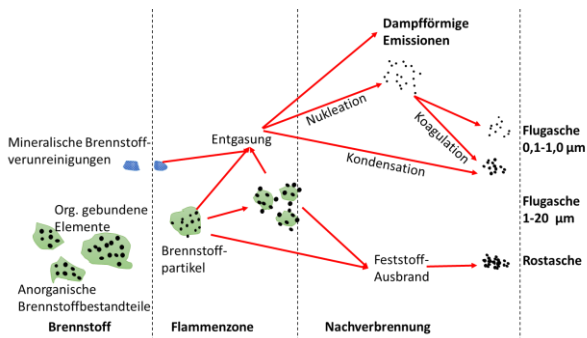 Dampfförmige
Emissionen
Nukleation
Koagulation
Flugasche
0,1-1,0 µm
Mineralische Brennstoff-
verunreinigungen
Entgasung
Kondensation
Flugasche
1-20 µm
Org. gebundene
Elemente
Brennstoff-
partikel
Feststoff-
Ausbrand
Rostasche
Anorganische
Brennstoffbestandteile
Brennstoff
Flammenzone
Nachverbrennung